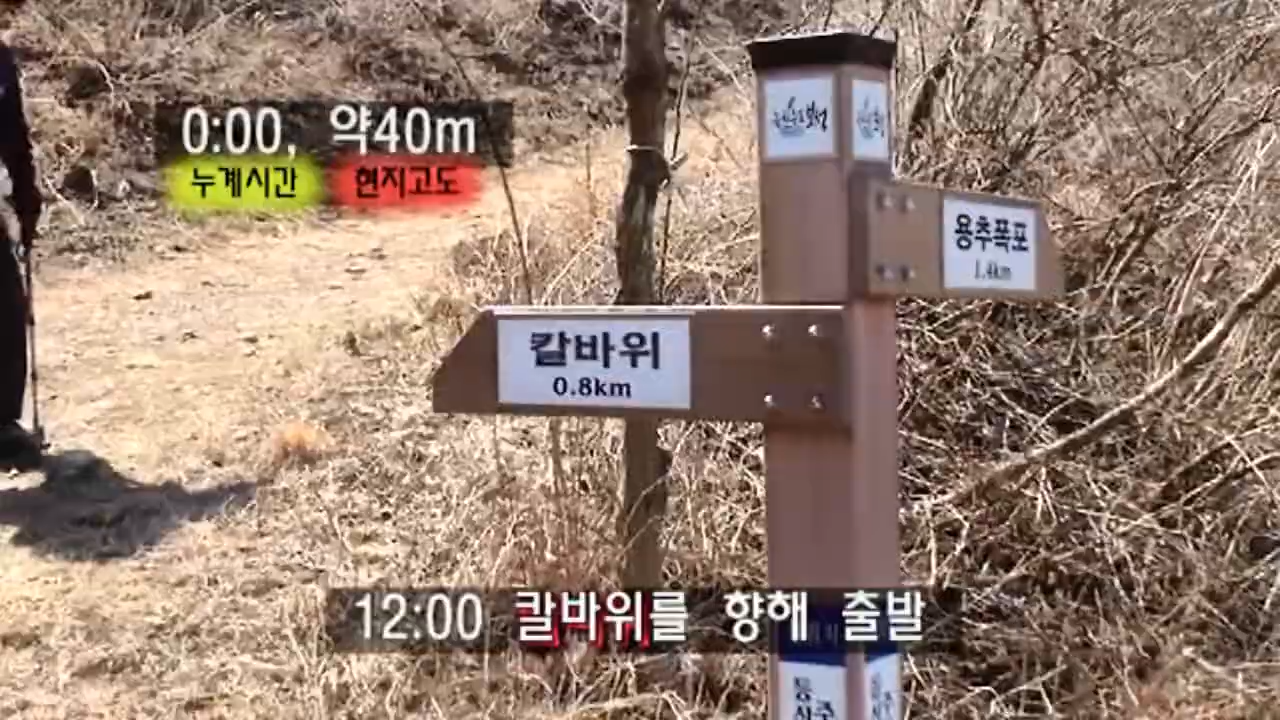 0:00, 약40m
누계시간 현지고도
용추폭포
1.4km
칼바위
0.8km
12:00 칼바위를 향해 출발